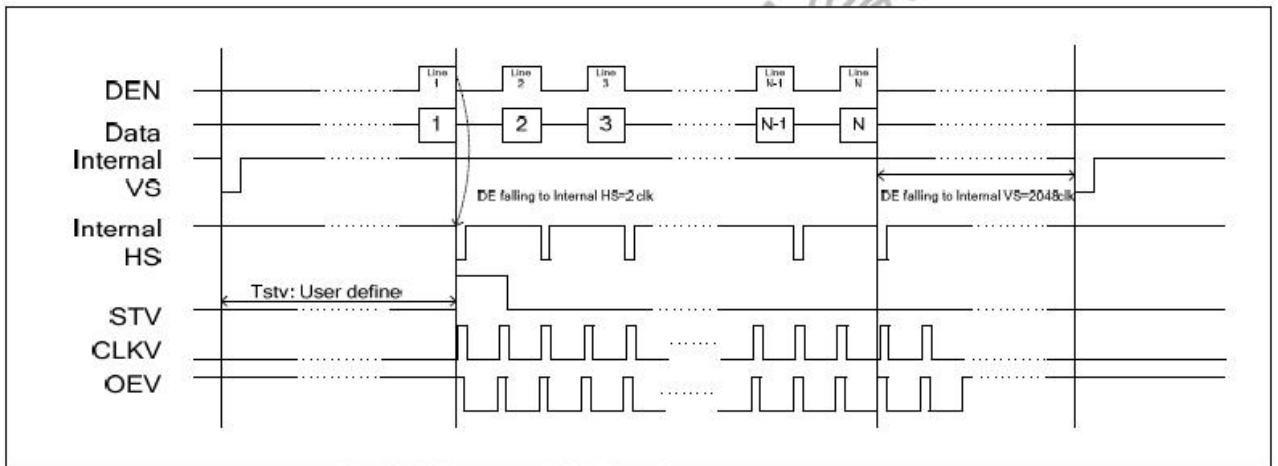 DEN
Line 1
Line 2
Line 3
Line N-1
Line N
Data
1
2
3
N-1
N
Internal
VS
DE falling to Internal HS=2 clk
DE falling to Internal VS=2048clk
Internal
HS
Tstv: User define
STV
CLKV
OEV